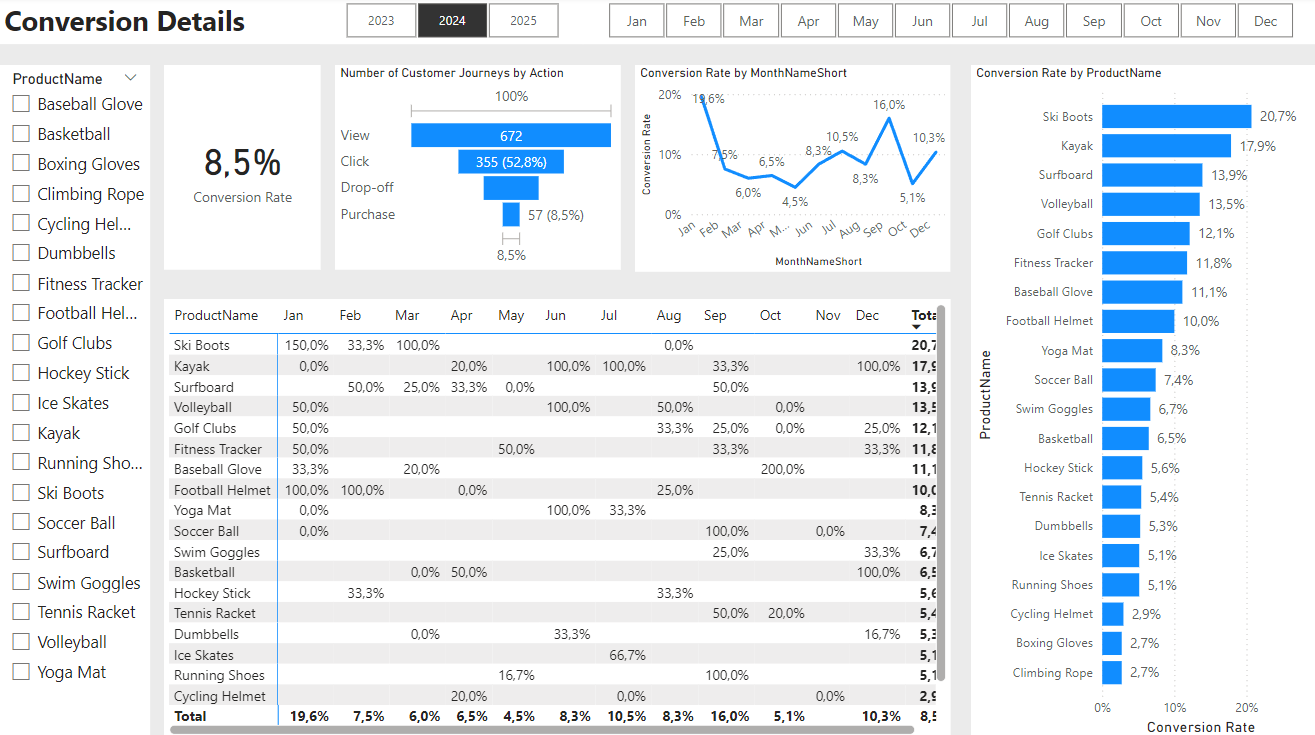 Conversion Details
2023 2024 2025
Jan Feb Mar Apr May Jun Jul Aug Sep Oct Nov Dec
ProductName
Baseball Glove
Basketball
Boxing Gloves
Climbing Rope
Cycling Hel...
Dumbbells
Fitness Tracker
Football Hel...
Golf Clubs
Hockey Stick
Ice Skates
Kayak
Running Sho...
Ski Boots
Soccer Ball
Surfboard
Swim Goggles
Tennis Racket
Volleyball
Yoga Mat
8,5%
Conversion Rate
Number of Customer Journeys by Action
100%
View 672
Click 355 (52,8%)
Drop-off
Purchase 57 (8,5%)
8,5%
Conversion Rate by MonthNameShort
Conversion Rate
20%
10%
0%
19,6%
7,5%
6,0%
6,5%
4,5%
8,3%
10,5%
8,3%
16,0%
5,1%
10,3%
Jan Feb Mar Apr M... Jun Jul Aug Sep Oct Dec
MonthNameShort
ProductName Jan Feb Mar Apr May Jun Jul Aug Sep Oct Nov Dec Tota
Ski Boots 150,0% 33,3% 100,0% 0,0% 20,7
Kayak 0,0% 20,0% 100,0% 100,0% 33,3% 100,0% 17,9
Surfboard 50,0% 25,0% 33,3% 0,0% 50,0% 13,9
Volleyball 50,0% 100,0% 50,0% 0,0% 13,5
Golf Clubs 50,0% 33,3% 25,0% 0,0% 25,0% 12,1
Fitness Tracker 50,0% 50,0% 33,3% 33,3% 11,8
Baseball Glove 33,3% 20,0% 200,0% 11,1
Football Helmet 100,0% 100,0% 0,0% 25,0% 10,0
Yoga Mat 0,0% 100,0% 33,3% 8,3
Soccer Ball 0,0% 100,0% 0,0% 7,4
Swim Goggles 25,0% 33,3% 6,7
Basketball 0,0% 50,0% 100,0% 6,5
Hockey Stick 33,3% 33,3% 5,6
Tennis Racket 50,0% 20,0% 5,4
Dumbbells 0,0% 33,3% 16,7% 5,3
Ice Skates 66,7% 5,1
Running Shoes 16,7% 100,0% 5,1
Cycling Helmet 20,0% 0,0% 0,0% 2,9
Total 19,6% 7,5% 6,0% 6,5% 4,5% 8,3% 10,5% 8,3% 16,0% 5,1% 10,3% 8,5
Conversion Rate by ProductName
ProductName
Ski Boots 20,7%
Kayak 17,9%
Surfboard 13,9%
Volleyball 13,5%
Golf Clubs 12,1%
Fitness Tracker 11,8%
Baseball Glove 11,1%
Football Helmet 10,0%
Yoga Mat 8,3%
Soccer Ball 7,4%
Swim Goggles 6,7%
Basketball 6,5%
Hockey Stick 5,6%
Tennis Racket 5,4%
Dumbbells 5,3%
Ice Skates 5,1%
Running Shoes 5,1%
Cycling Helmet 2,9%
Boxing Gloves 2,7%
Climbing Rope 2,7%
0% 10% 20%
Conversion Rate